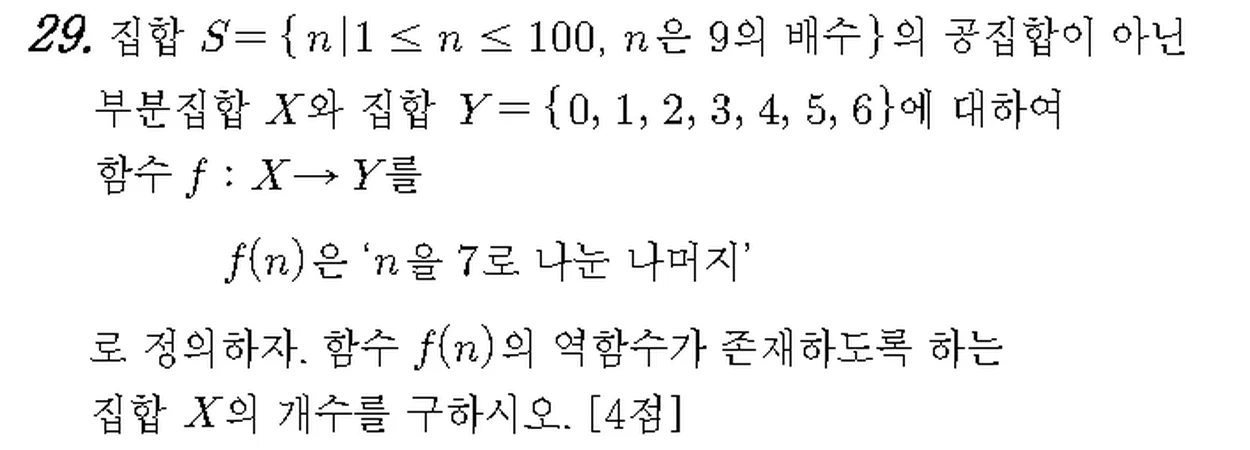 29. 집합 S={n|1 ≤ n ≤ 100, n은 9의 배수}의 공집합이 아닌
부분집합 X와 집합 Y={0, 1, 2, 3, 4, 5, 6}에 대하여
함수 f : X → Y를
f(n)은 ‘n을 7로 나눈 나머지’
로 정의하자. 함수 f(n)의 역함수가 존재하도록 하는
집합 X의 개수를 구하시오. [4점]